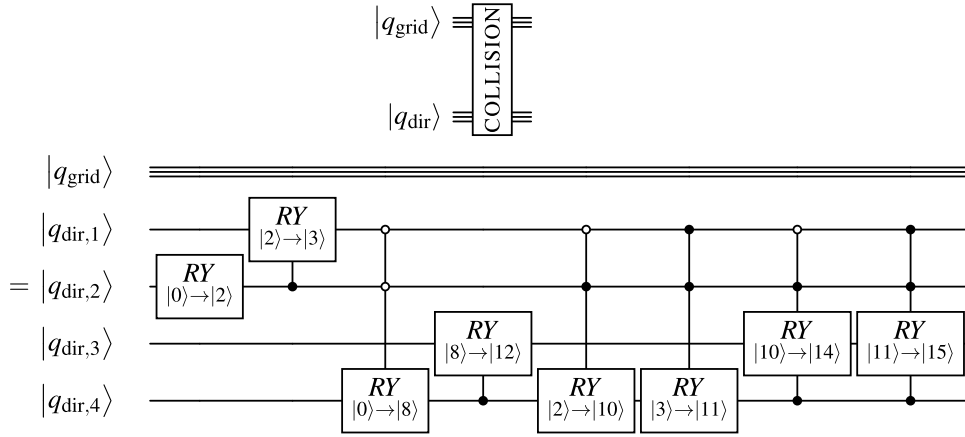 |q_grid⟩
COLLISION
|q_dir⟩
|q_grid⟩
|q_dir,1⟩ RY |2⟩→|3⟩
= |q_dir,2⟩ RY |0⟩→|2⟩
|q_dir,3⟩ RY |8⟩→|12⟩ RY |10⟩→|14⟩ RY |11⟩→|15⟩
|q_dir,4⟩ RY |0⟩→|8⟩ RY |2⟩→|10⟩ RY |3⟩→|11⟩